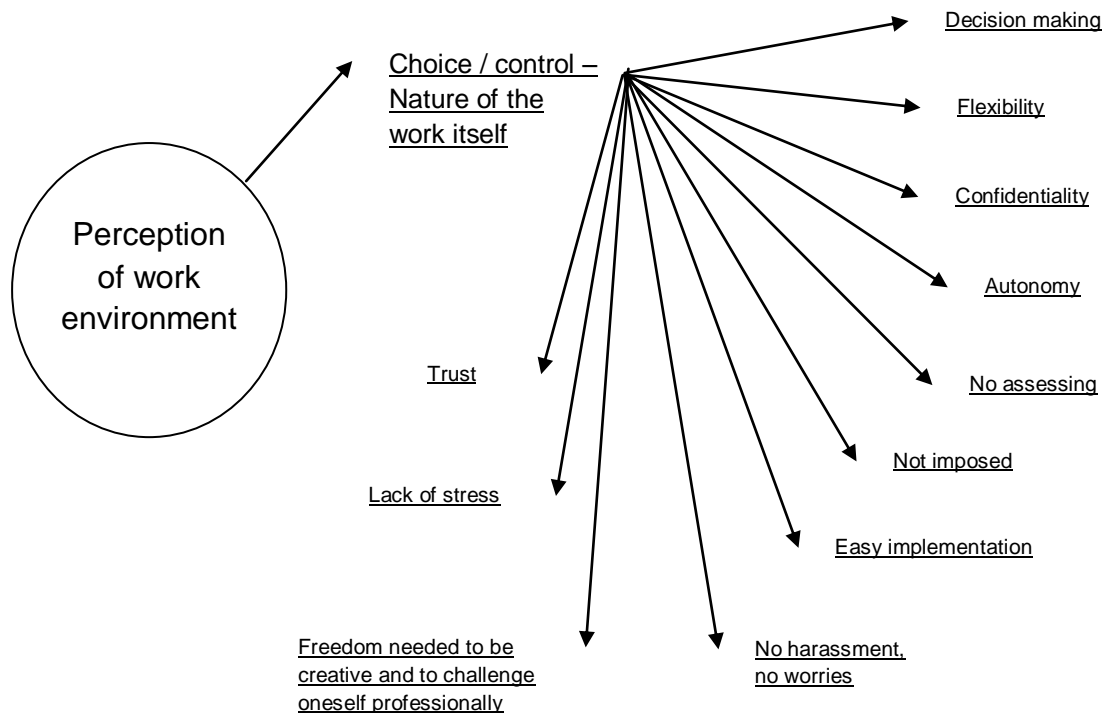 Decision making
Choice / control –
Nature of the
work itself
Flexibility
Confidentiality
Perception
of work
environment
Autonomy
Trust
No assessing
Not imposed
Lack of stress
Easy implementation
Freedom needed to be
creative and to challenge
oneself professionally
No harassment,
no worries